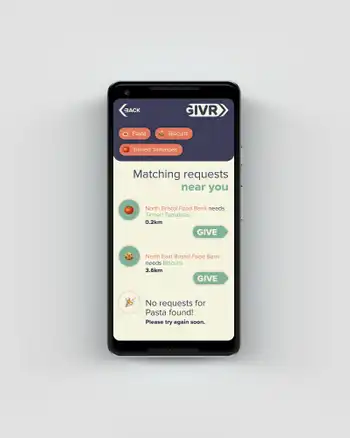 BACK
GIVR
Pasta
Biscuits
Tinned Tomatoes
Matching requests
near you
North Bristol Food Bank needs
Tinned Tomatoes
0.2km
GIVE
North East Bristol Food Bank
needs Biscuits
3.6km
GIVE
No requests for
Pasta found!
Please try again soon.